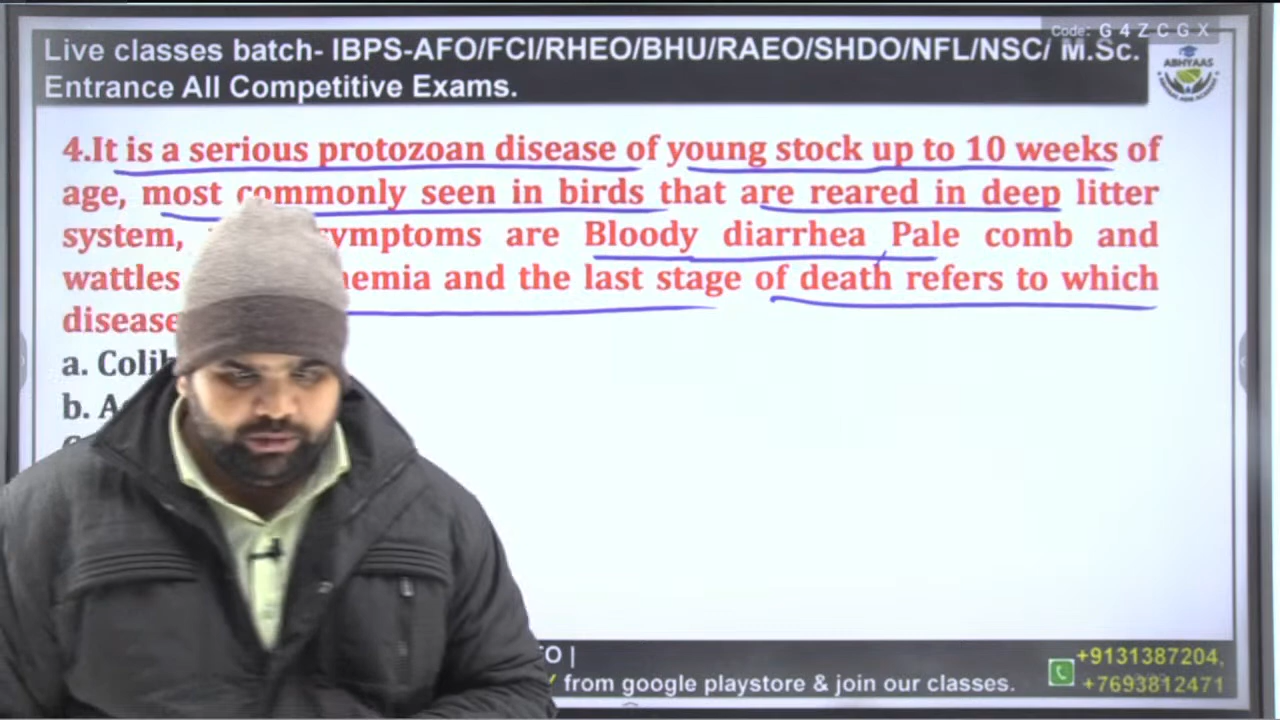 Code: G 4 Z C G X
Live classes batch- IBPS-AFO/FCI/RHEO/BHU/RAEO/SHDO/NFL/NSC/ M.Sc.
Entrance All Competitive Exams.
ABHYAAS
4.It is a serious protozoan disease of young stock up to 10 weeks of
age, most commonly seen in birds that are reared in deep litter
system, symptoms are Bloody diarrhea Pale comb and
wattles and the last stage of death refers to which
disease
a.
b.
from google playstore & join our classes.
+9131387204,
+7693812471